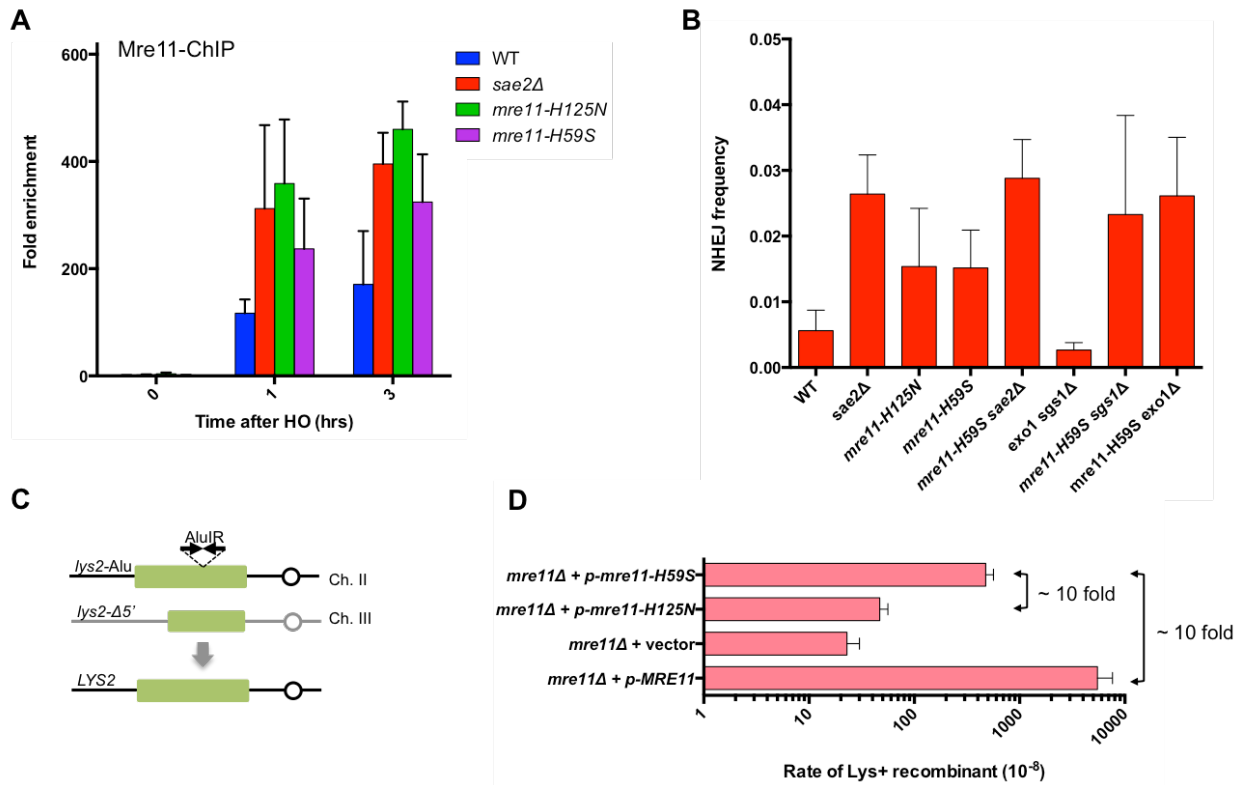 A
Mre11-ChIP
WT
sae2Δ
mre11-H125N
mre11-H59S
Fold enrichment
600
400
200
0
0
1
3
Time after HO (hrs)
B
NHEJ frequency
0.05
0.04
0.03
0.02
0.01
0.00
WT
sae2Δ
mre11-H125N
mre11-H59S
mre11-H59S sae2Δ
exo1 sgs1Δ
mre11-H59S sgs1Δ
mre11-H59S exo1Δ
C
AluIR
lys2-Alu
Ch. II
lys2-Δ5'
Ch. III
LYS2
D
mre11Δ + p-mre11-H59S
mre11Δ + p-mre11-H125N
mre11Δ + vector
mre11Δ + p-MRE11
~ 10 fold
~ 10 fold
1
10
100
1000
10000
Rate of Lys+ recombinant (10⁻⁸)